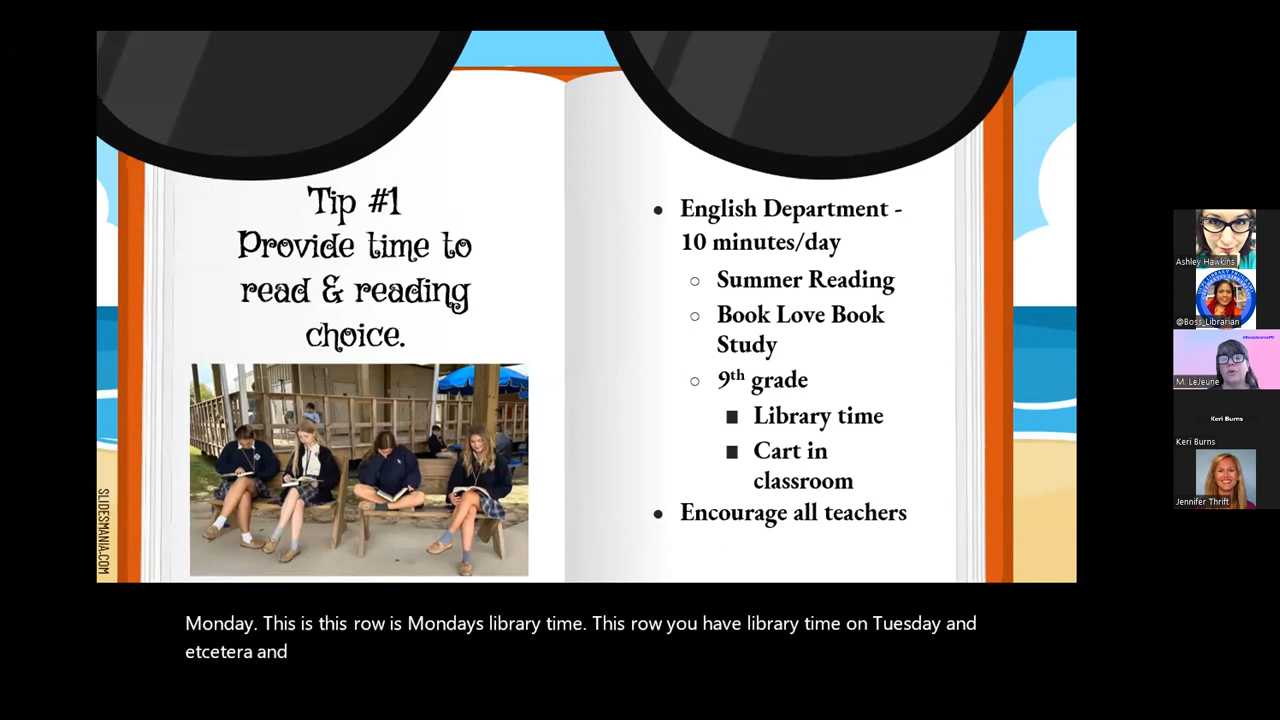 Tip #1
Provide time to
read & reading
choice.
English Department -
10 minutes/day
Summer Reading
Book Love Book
Study
9th grade
Library time
Cart in
classroom
Encourage all teachers
SLIDESMANIA.COM
Ashley Hawkins
@Boss_Librarian
M. LeJeune
Keri Burns
Keri Burns
Jennifer Thrift
Monday. This is this row is Mondays library time. This row you have library time on Tuesday and
etcetera and